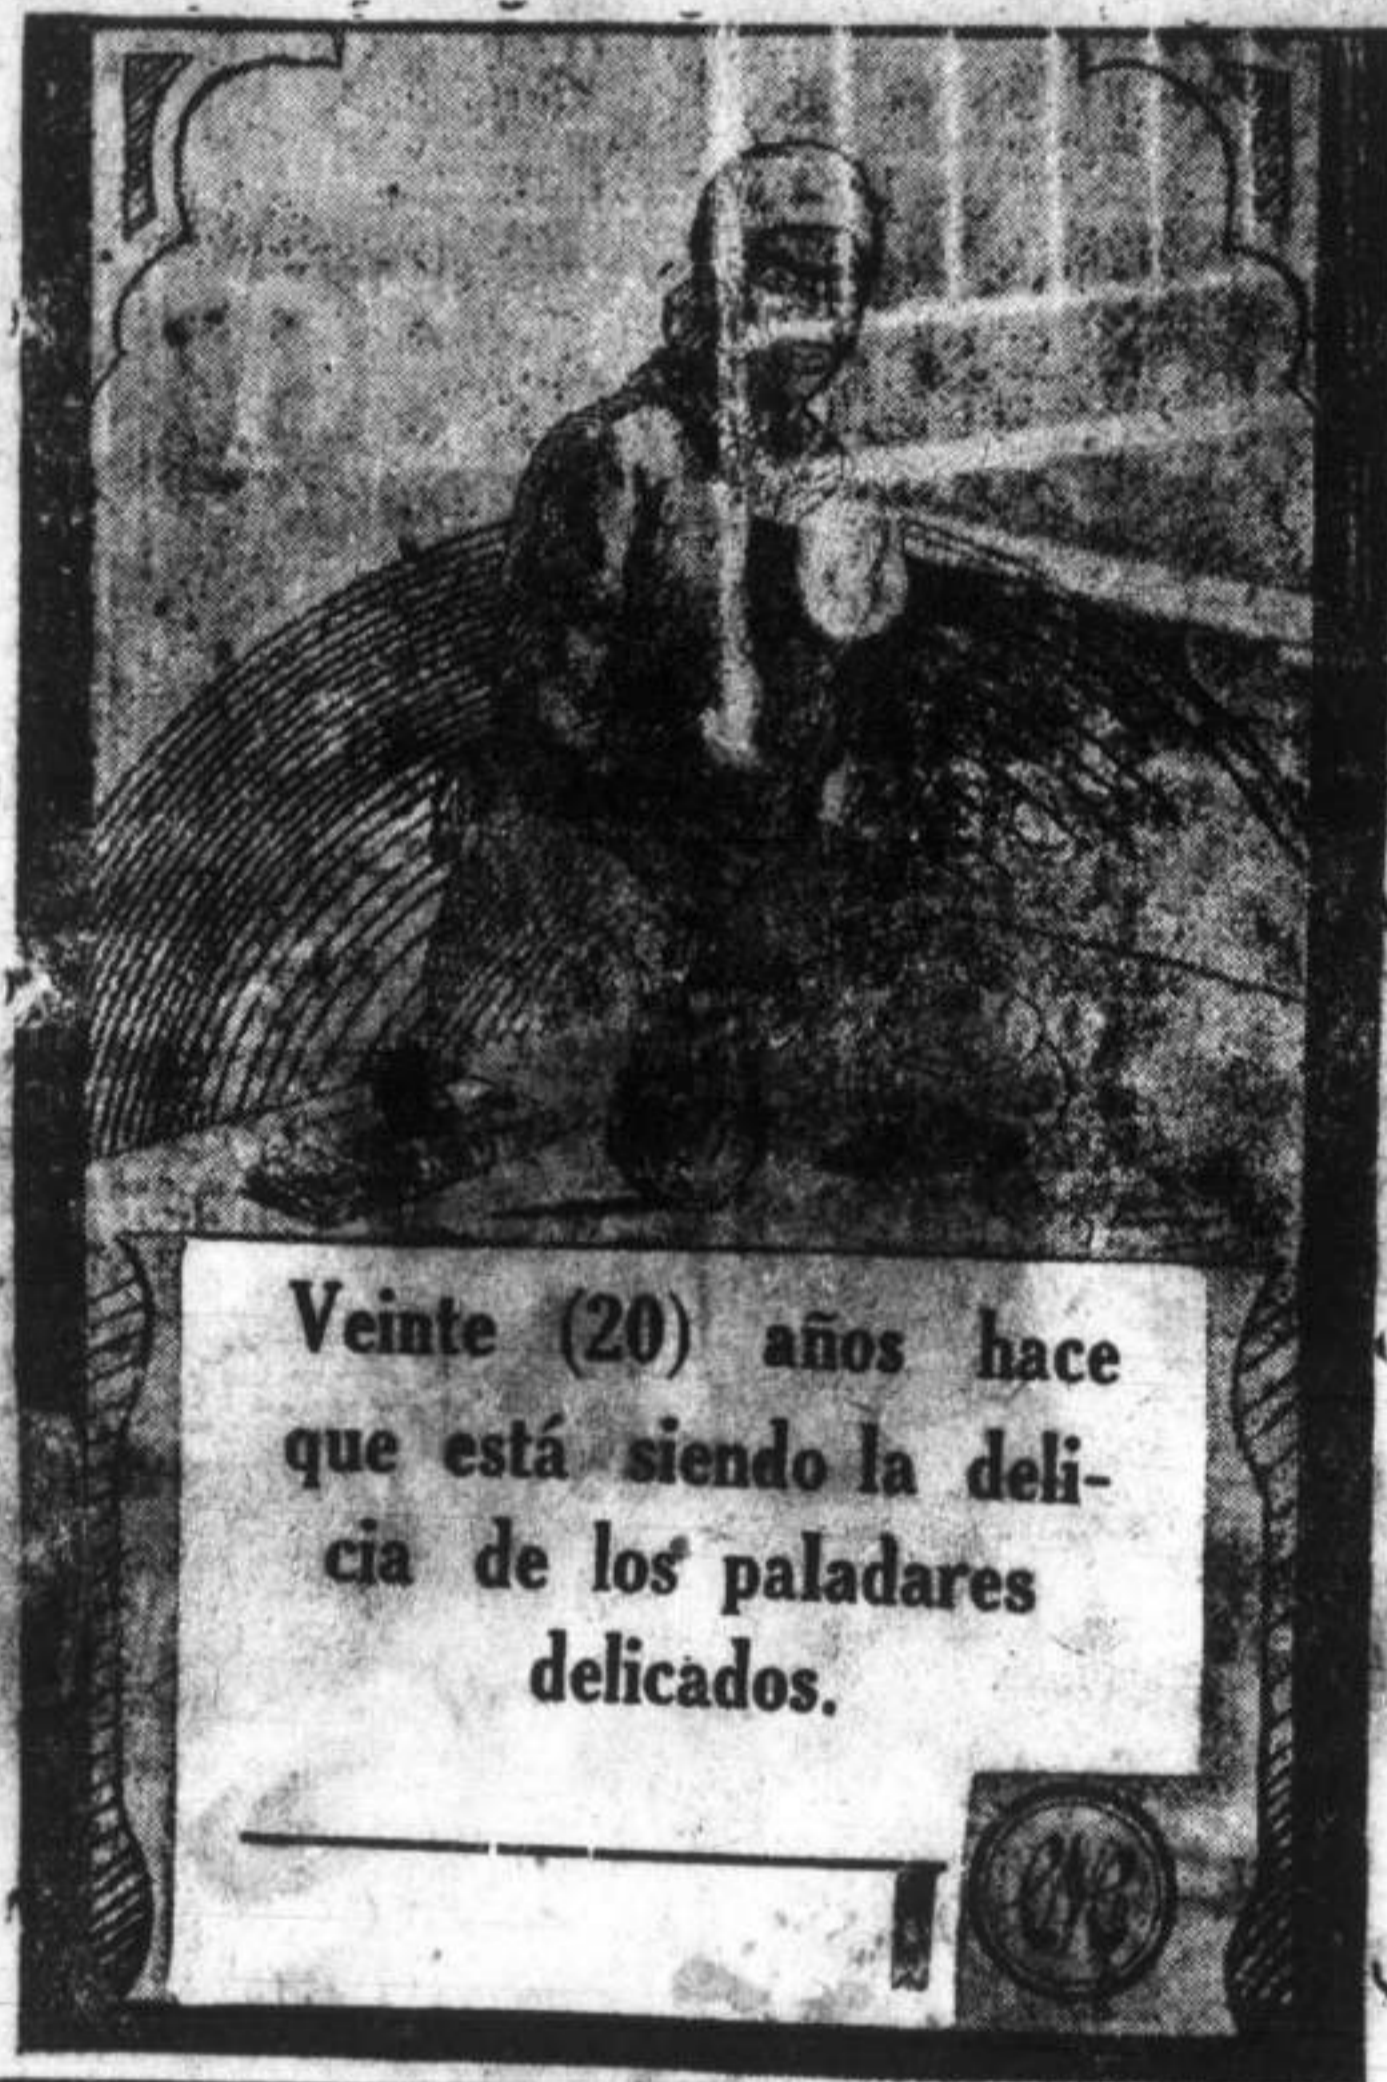 Veinte (20) años hace
que está siendo la deli-
cia de los paladares
delicados.